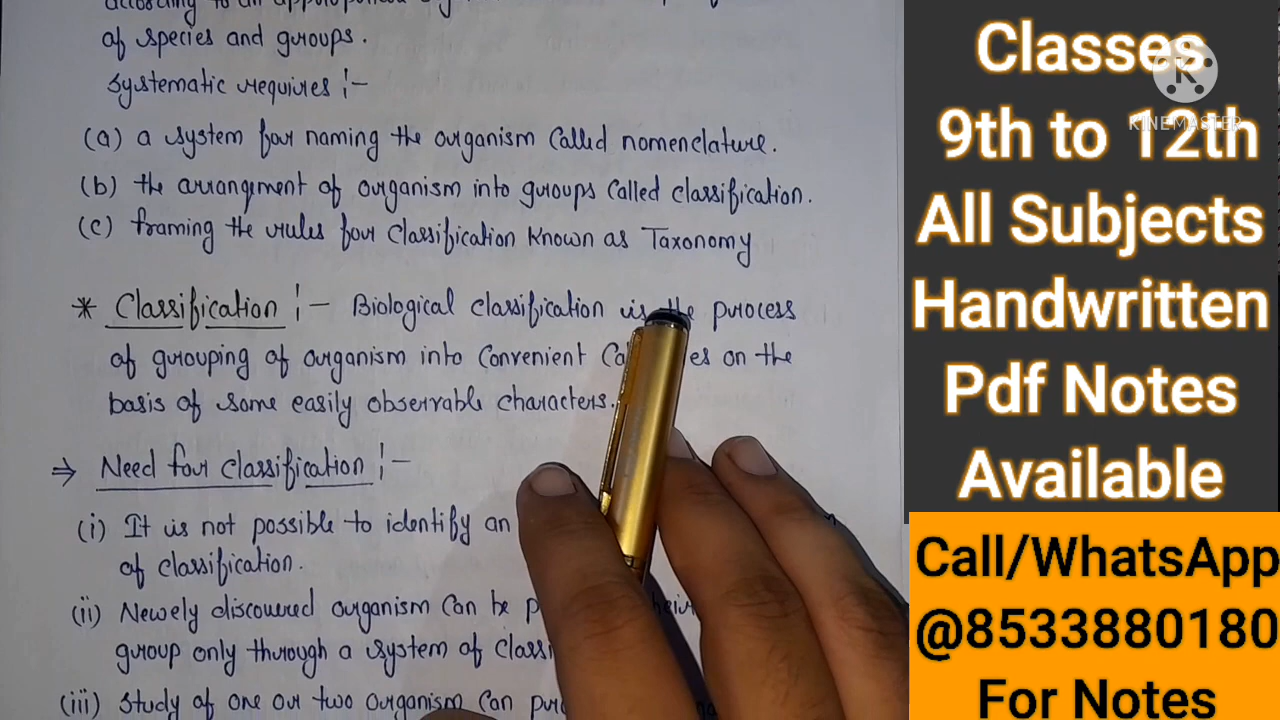 of species and groups.
Systematic requires :-
(a) a system for naming the organism called nomenclature.
(b) the arrangement of organism into groups called classification.
(c) framing the rules for classification known as Taxonomy
* Classification :- Biological classification is the process
of grouping of organism into convenient on the
basis of some easily observable characters.
⇒ Need for classification :-
(i) It is not possible to identify an
of classification.
(ii) Newely discovered organism can be
group only through a system of
(iii) Study of one or two organism can
Classes
9th to 12th
All Subjects
Handwritten
Pdf Notes
Available
K
KINEMASTER
Call/WhatsApp
@8533880180
For Notes